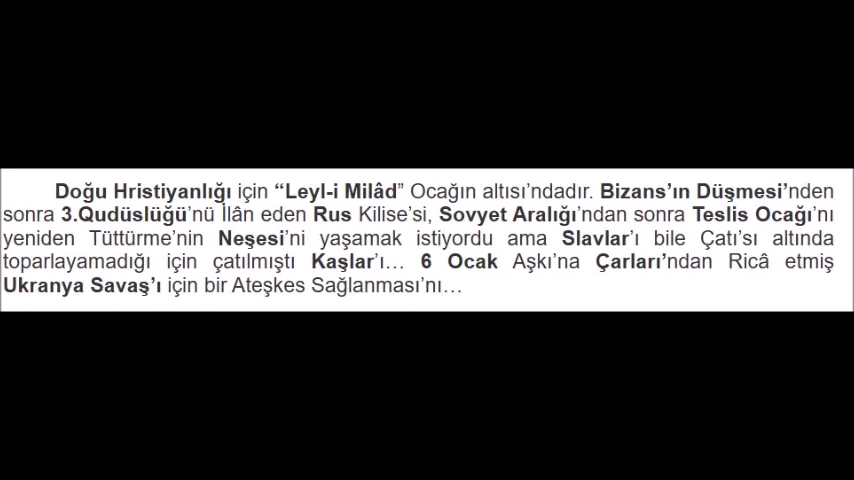 Doğu Hristiyanlığı için “Leyl-i Milâd” Ocağın altısı’ndadır. Bizans’ın Düşmesi’nden
sonra 3.Qudüslüğü’nü İlân eden Rus Kilise’si, Sovyet Aralığı’ndan sonra Teslis Ocağı’nı
yeniden Tüttürme’nin Neşesi’ni yaşamak istiyordu ama Slavlar’ı bile Çatı’sı altında
toparlayamadığı için çatılmıştı Kaşlar’ı… 6 Ocak Aşkı’na Çarları’ndan Ricâ etmiş
Ukranya Savaş’ı için bir Ateşkes Sağlanması’nı…